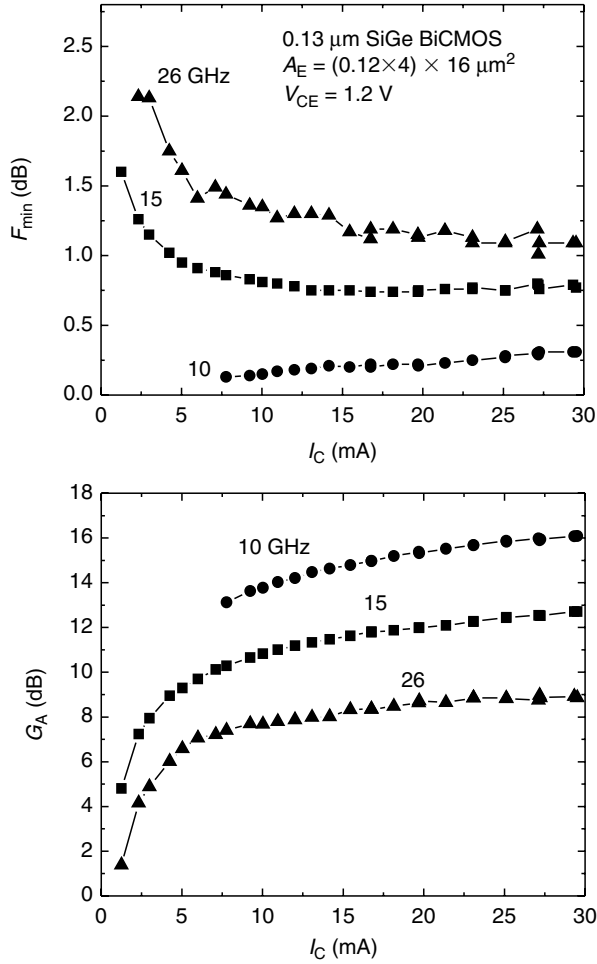 0.13 μm SiGe BiCMOS
A_E = (0.12×4) × 16 μm²
V_CE = 1.2 V
26 GHz
15
10
F_min (dB)
2.5
2.0
1.5
1.0
0.5
0.0
0 5 10 15 20 25 30
I_C (mA)
10 GHz
15
26
G_A (dB)
18
16
14
12
10
8
6
4
2
0
0 5 10 15 20 25 30
I_C (mA)